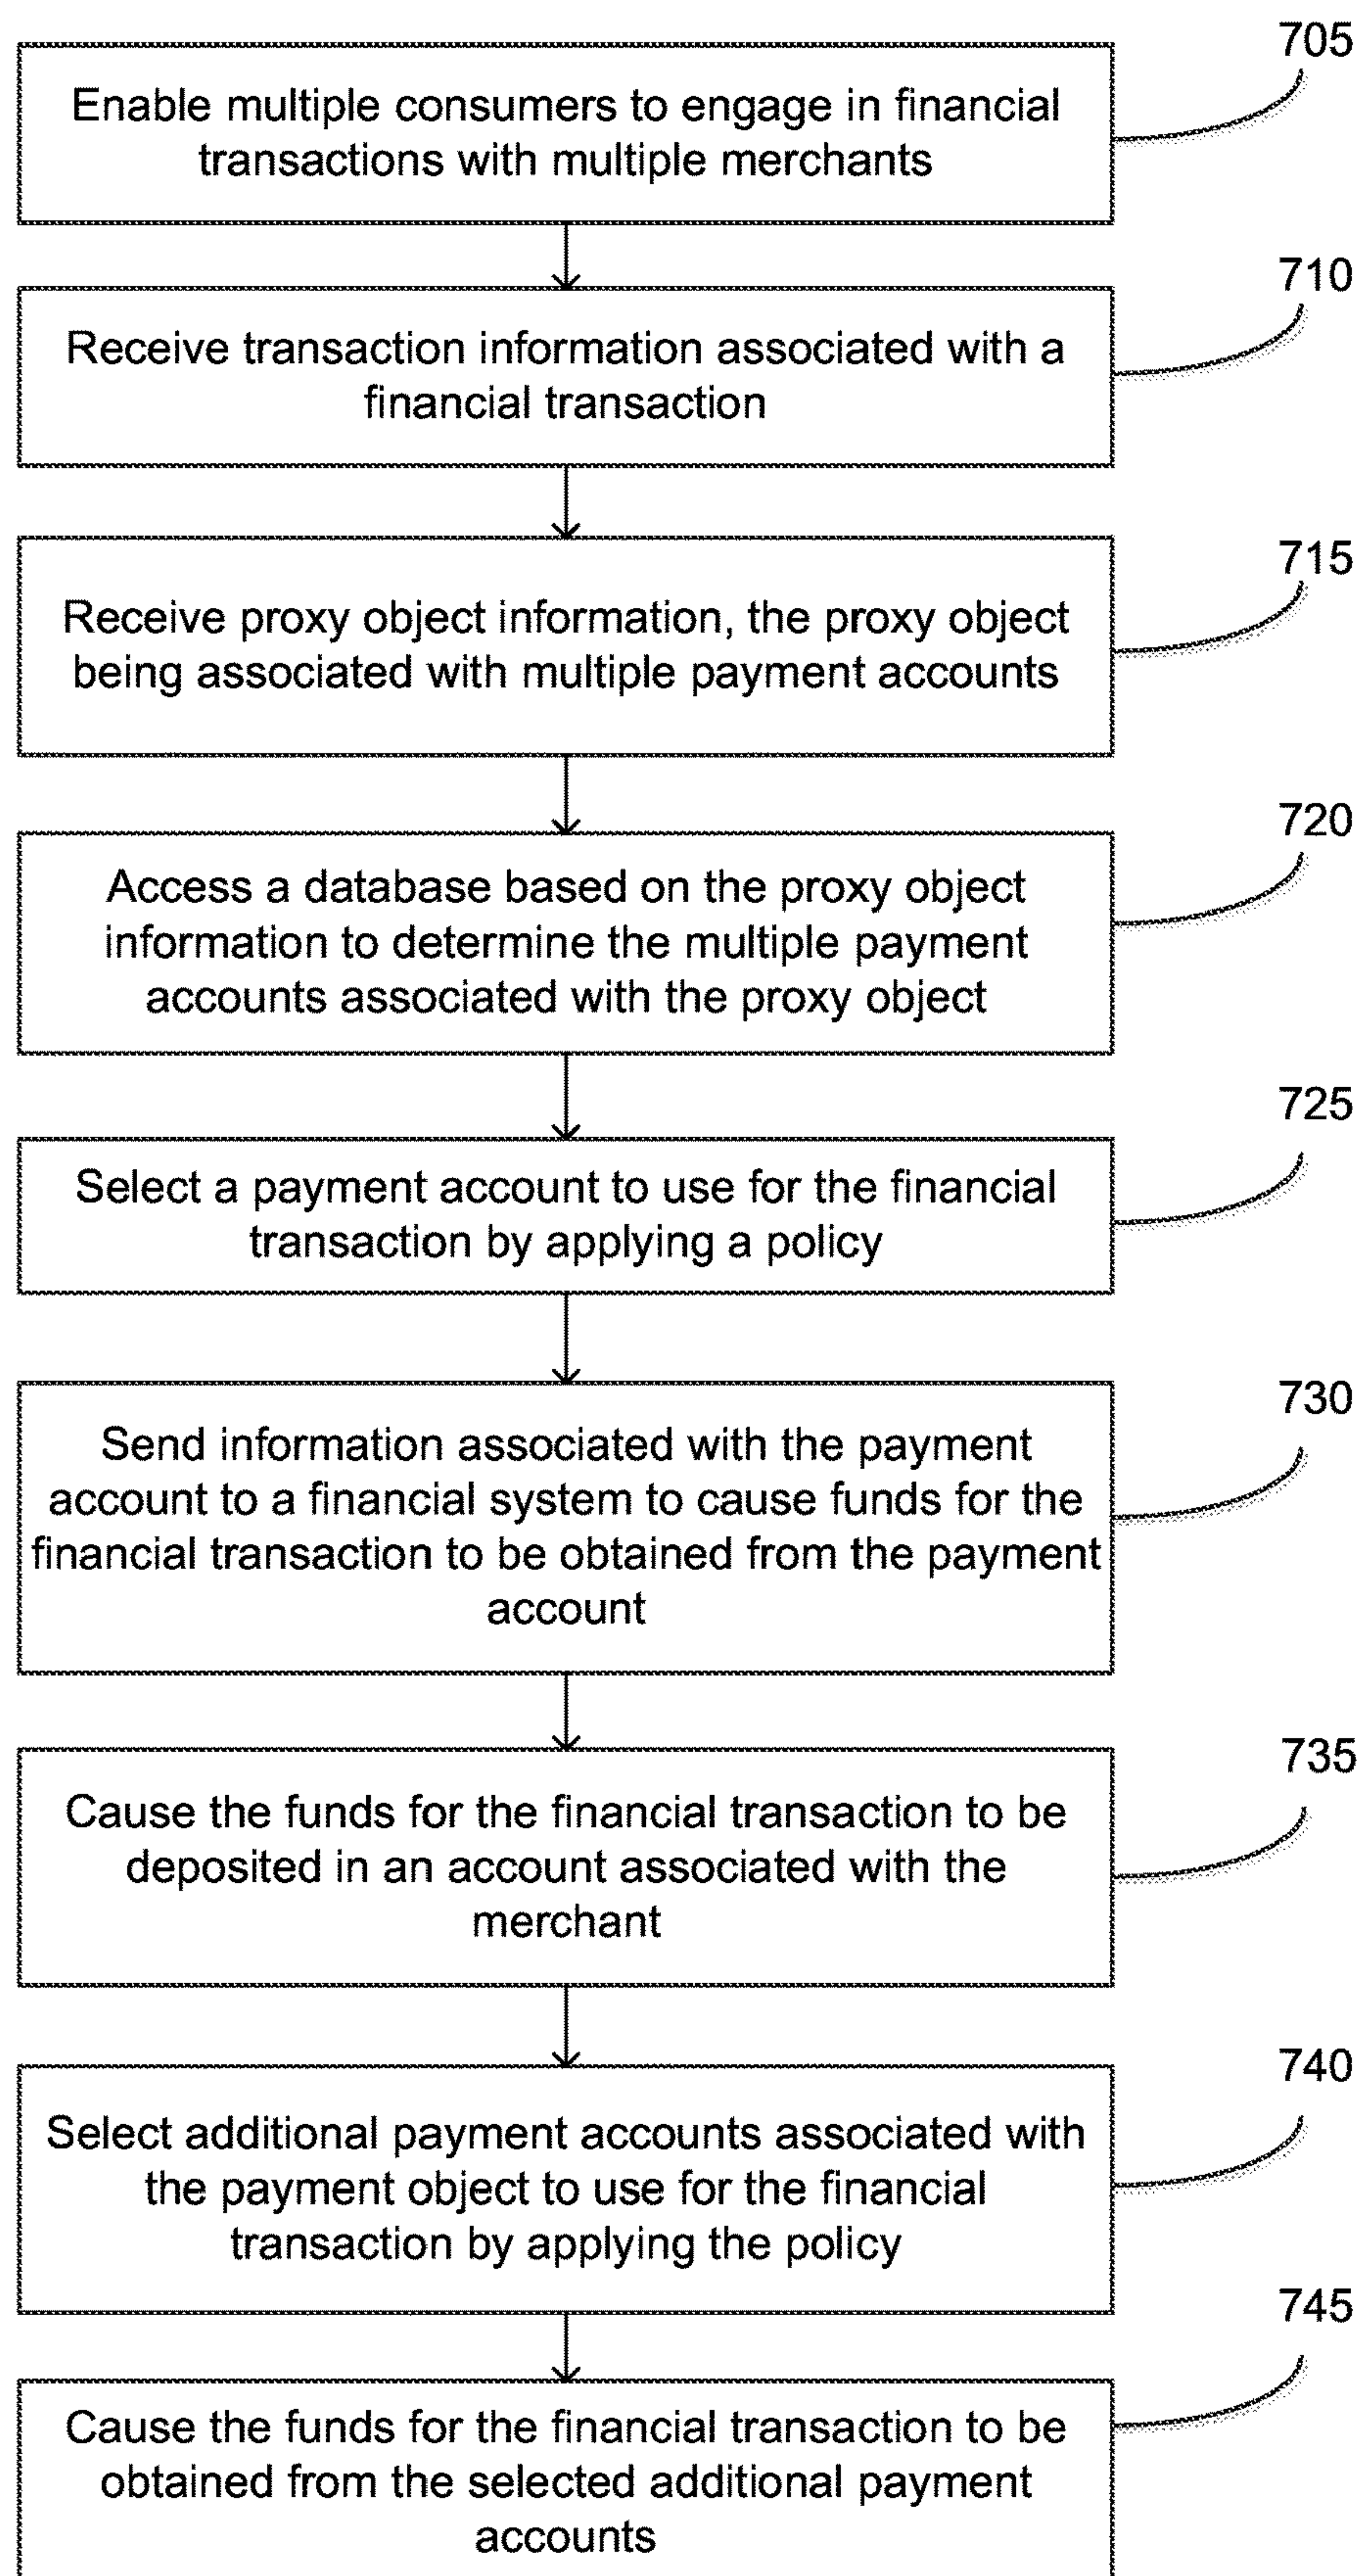 705
Enable multiple consumers to engage in financial
transactions with multiple merchants
710
Receive transaction information associated with a
financial transaction
715
Receive proxy object information, the proxy object
being associated with multiple payment accounts
720
Access a database based on the proxy object
information to determine the multiple payment
accounts associated with the proxy object
725
Select a payment account to use for the financial
transaction by applying a policy
730
Send information associated with the payment
account to a financial system to cause funds for the
financial transaction to be obtained from the payment
account
735
Cause the funds for the financial transaction to be
deposited in an account associated with the
merchant
740
Select additional payment accounts associated with
the payment object to use for the financial
transaction by applying the policy
745
Cause the funds for the financial transaction to be
obtained from the selected additional payment
accounts